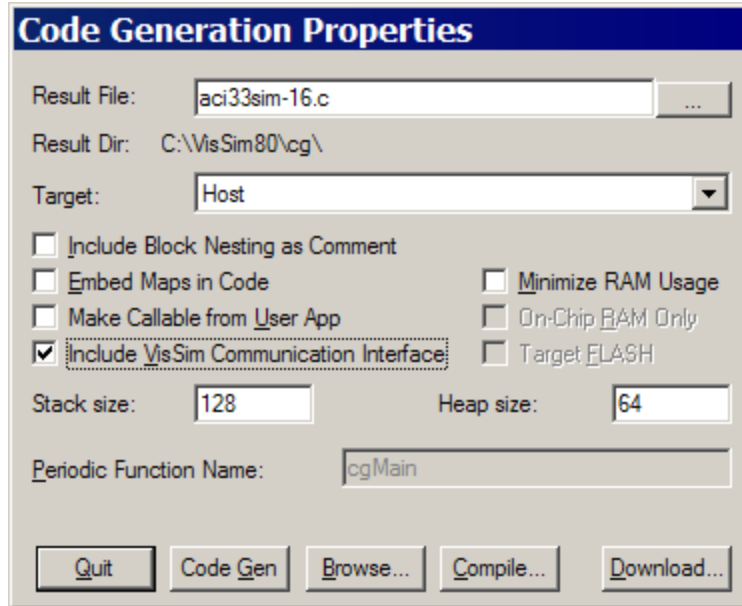 Code Generation Properties
Result File: aci33sim-16.c ...
Result Dir: C:\VisSim80\cg\
Target: Host
Include Block Nesting as Comment
Embed Maps in Code Minimize RAM Usage
Make Callable from User App On-Chip RAM Only
Include VisSim Communication Interface Target FLASH
Stack size: 128 Heap size: 64
Periodic Function Name: cgMain
Quit Code Gen Browse... Compile... Download...